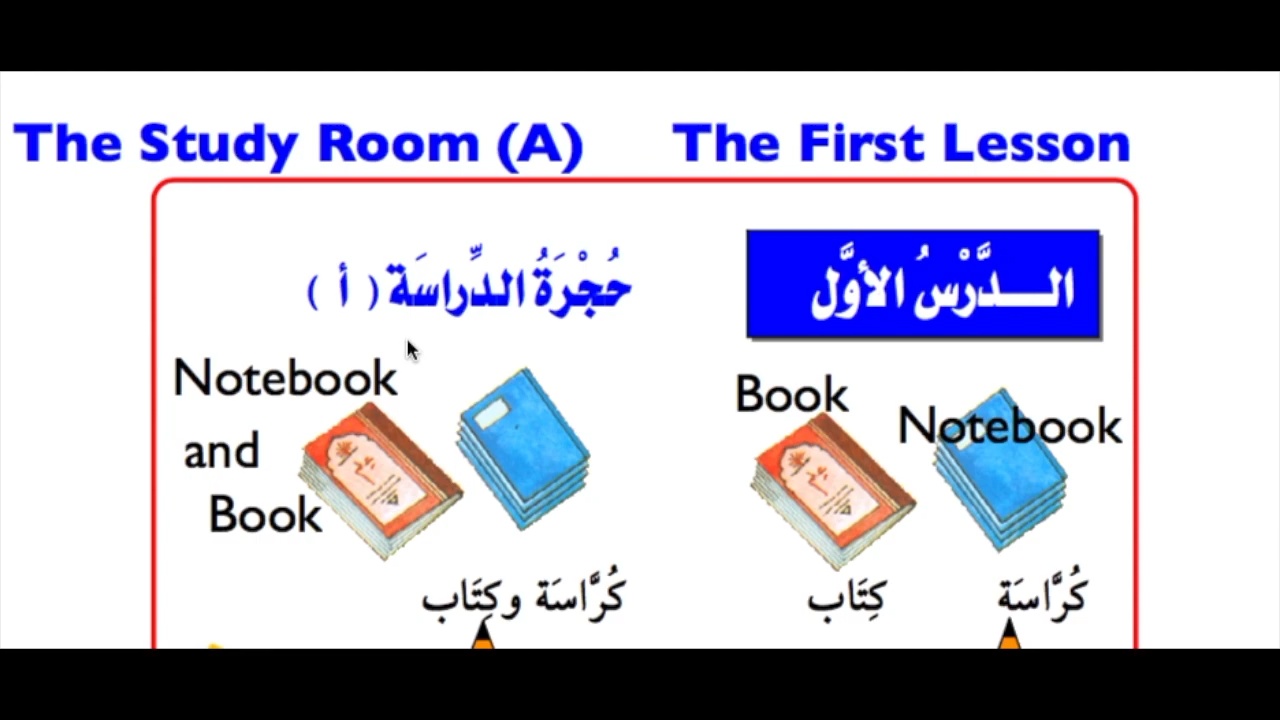 The Study Room (A) The First Lesson
الـــدَّرْسُ الأوَّل
حُجْرَةُ الدِّراسَة ( أ )
Notebook
and
Book
Book
Notebook
كُرَّاسَة
كِتَاب
كُرَّاسَة وكِتَاب